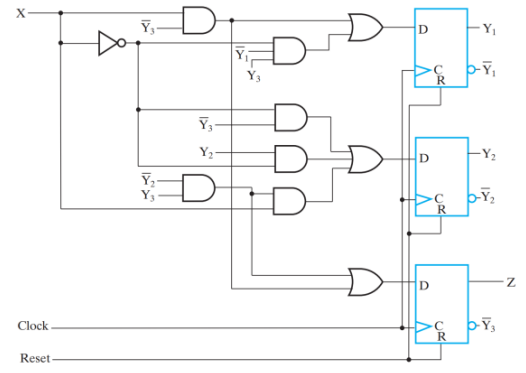 X
Y̅₃
D
Y₁
Y̅₁
Y₃
C
R
Y̅₁
Y̅₃
Y₂
D
Y₂
Y̅₂
Y₃
C
R
Y̅₂
D
Z
Clock
C
R
Y̅₃
Reset